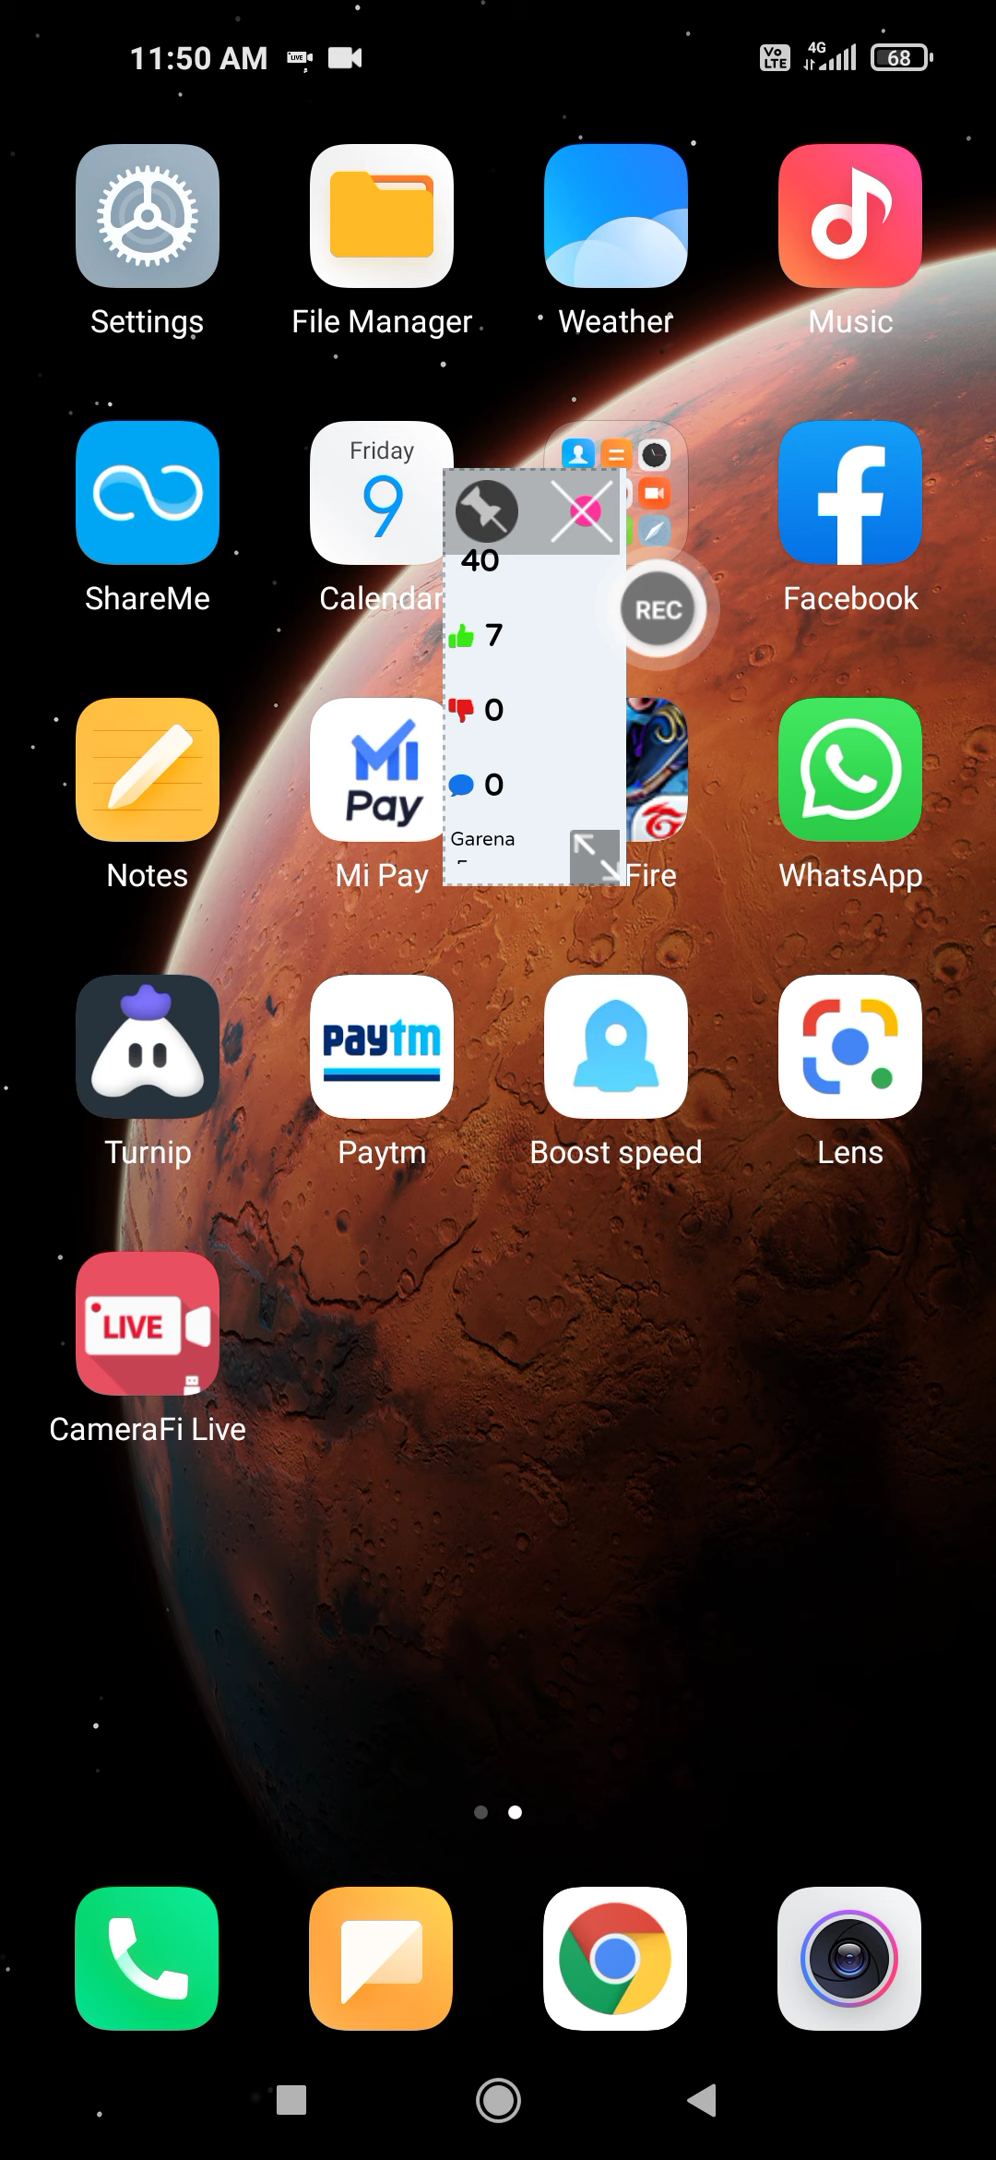 11:50 AM
LIVE
Vo
LTE
4G
68
Settings
File Manager
Weather
Music
Friday
9
ShareMe
Calendar
Facebook
40
7
0
0
Garena
REC
Mi
Pay
Notes
Mi Pay
Fire
WhatsApp
paytm
Turnip
Paytm
Boost speed
Lens
LIVE
CameraFi Live